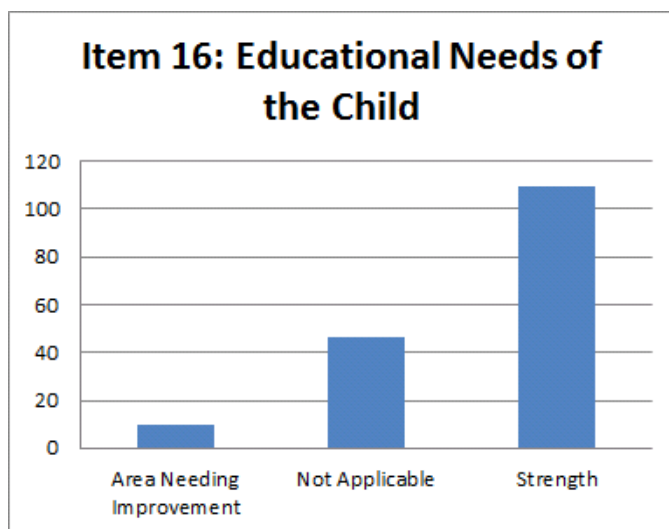 Item 16: Educational Needs of
the Child
120
100
80
60
40
20
0
Area Needing
Improvement
Not Applicable
Strength